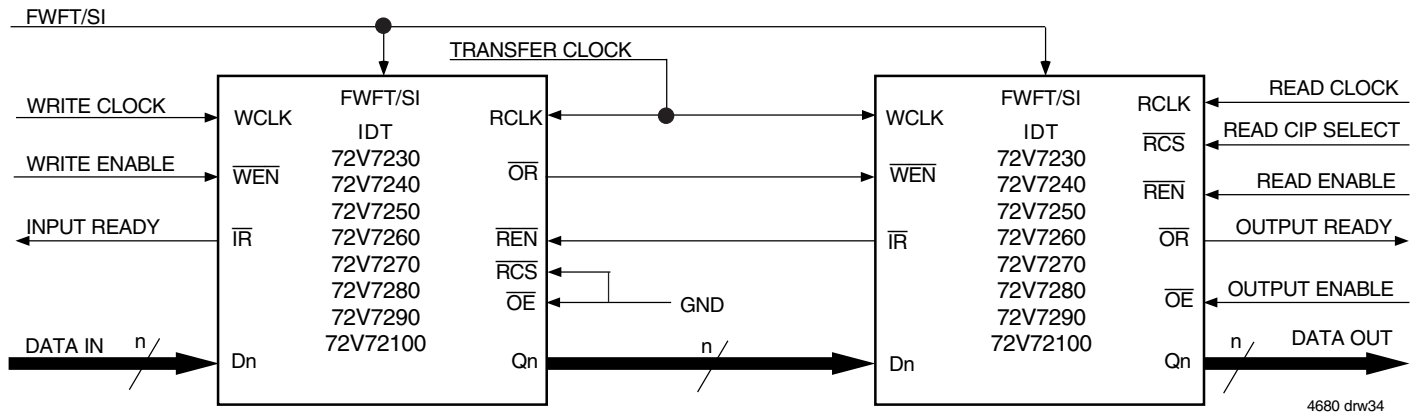 FWFT/SI
TRANSFER CLOCK
WRITE CLOCK
WRITE ENABLE
INPUT READY
DATA IN
n
FWFT/SI
IDT
72V7230
72V7240
72V7250
72V7260
72V7270
72V7280
72V7290
72V72100
WCLK
WEN
IR
Dn
RCLK
OR
REN
RCS
OE
Qn
GND
n
FWFT/SI
IDT
72V7230
72V7240
72V7250
72V7260
72V7270
72V7280
72V7290
72V72100
WCLK
WEN
IR
Dn
RCLK
RCS
REN
OR
OE
Qn
READ CLOCK
READ CIP SELECT
READ ENABLE
OUTPUT READY
OUTPUT ENABLE
n
DATA OUT
4680 drw34